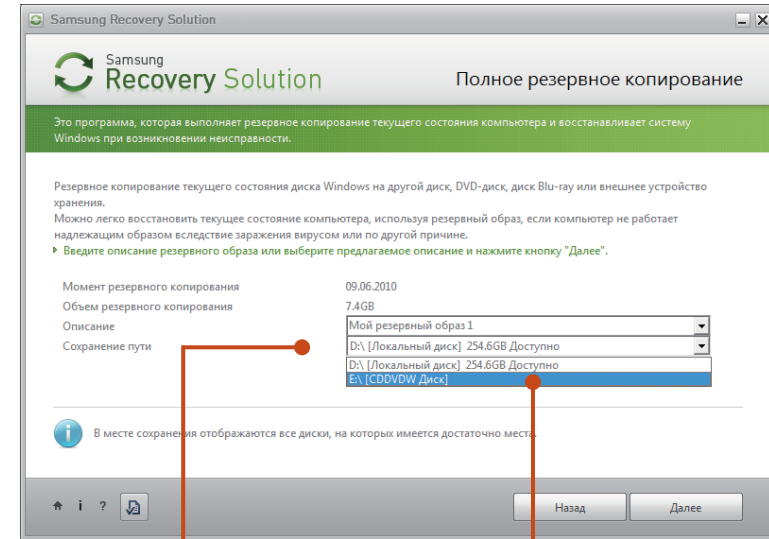 Samsung Recovery Solution
Samsung
Recovery Solution
Полное резервное копирование
Это программа, которая выполняет резервное копирование текущего состояния компьютера и восстанавливает систему
Windows при возникновении неисправности.
Резервное копирование текущего состояния диска Windows на другой диск, DVD-диск, диск Blu-ray или внешнее устройство
хранения.
Можно легко восстановить текущее состояние компьютера, используя резервный образ, если компьютер не работает
надлежащим образом вследствие заражения вирусом или по другой причине.
Введите описание резервного образа или выберите предлагаемое описание и нажмите кнопку "Далее".
Момент резервного копирования 09.06.2010
Объем резервного копирования 7.4GB
Описание Мой резервный образ 1
Сохранение пути D:\ [Локальный диск] 254.6GB Доступно
D:\ [Локальный диск] 254.6GB Доступно
E:\ [CDDVDW Диск]
В месте сохранения отображаются все диски, на которых имеется достаточно места.
i ? Назад Далее